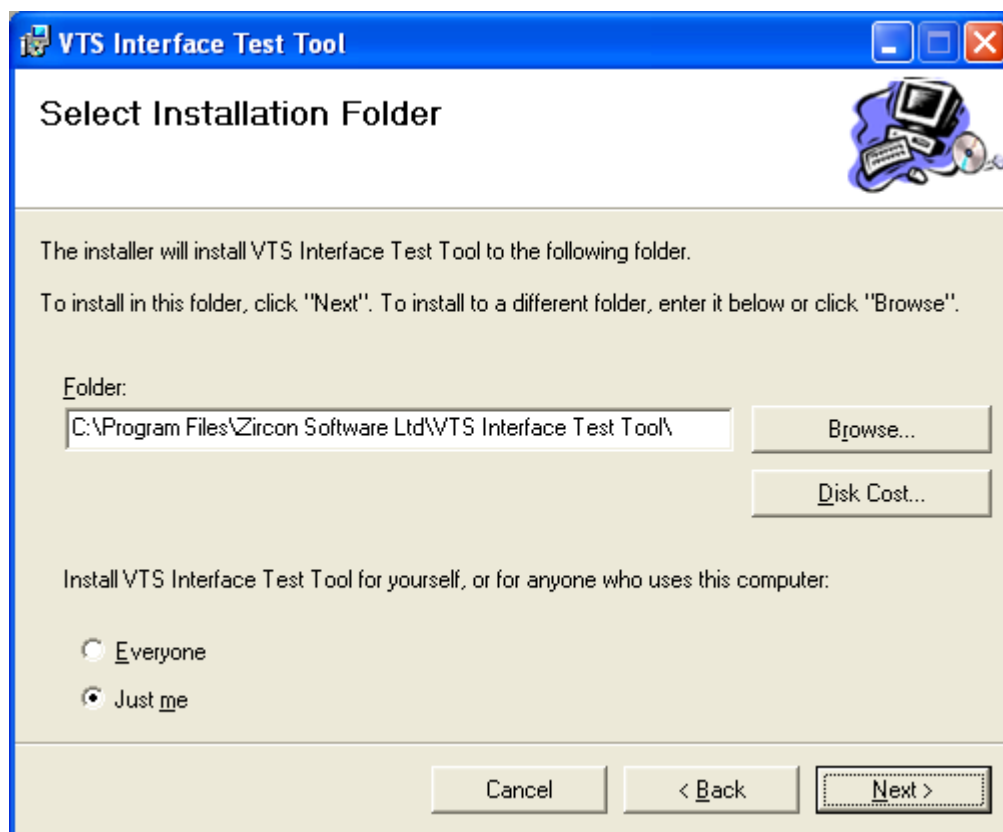 VTS Interface Test Tool
Select Installation Folder
The installer will install VTS Interface Test Tool to the following folder.
To install in this folder, click "Next". To install to a different folder, enter it below or click "Browse".
Folder:
C:\Program Files\Zircon Software Ltd\VTS Interface Test Tool\
Browse...
Disk Cost...
Install VTS Interface Test Tool for yourself, or for anyone who uses this computer:
Everyone
Just me
Cancel
< Back
Next >